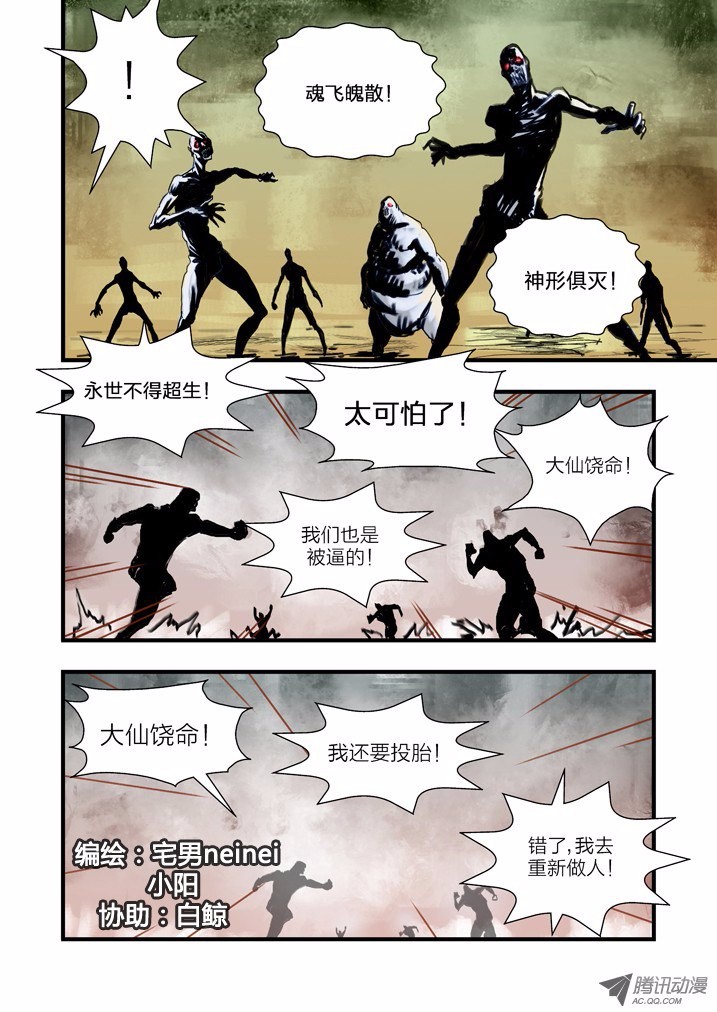 ！
魂飞魄散！
神形俱灭！
永世不得超生！
太可怕了！
大仙饶命！
我们也是
被逼的！
大仙饶命！
我还要投胎！
错了，我去
重新做人！
编绘：宅男neinei
小阳
协助：白鲸
腾讯动漫
AC.QQ.COM